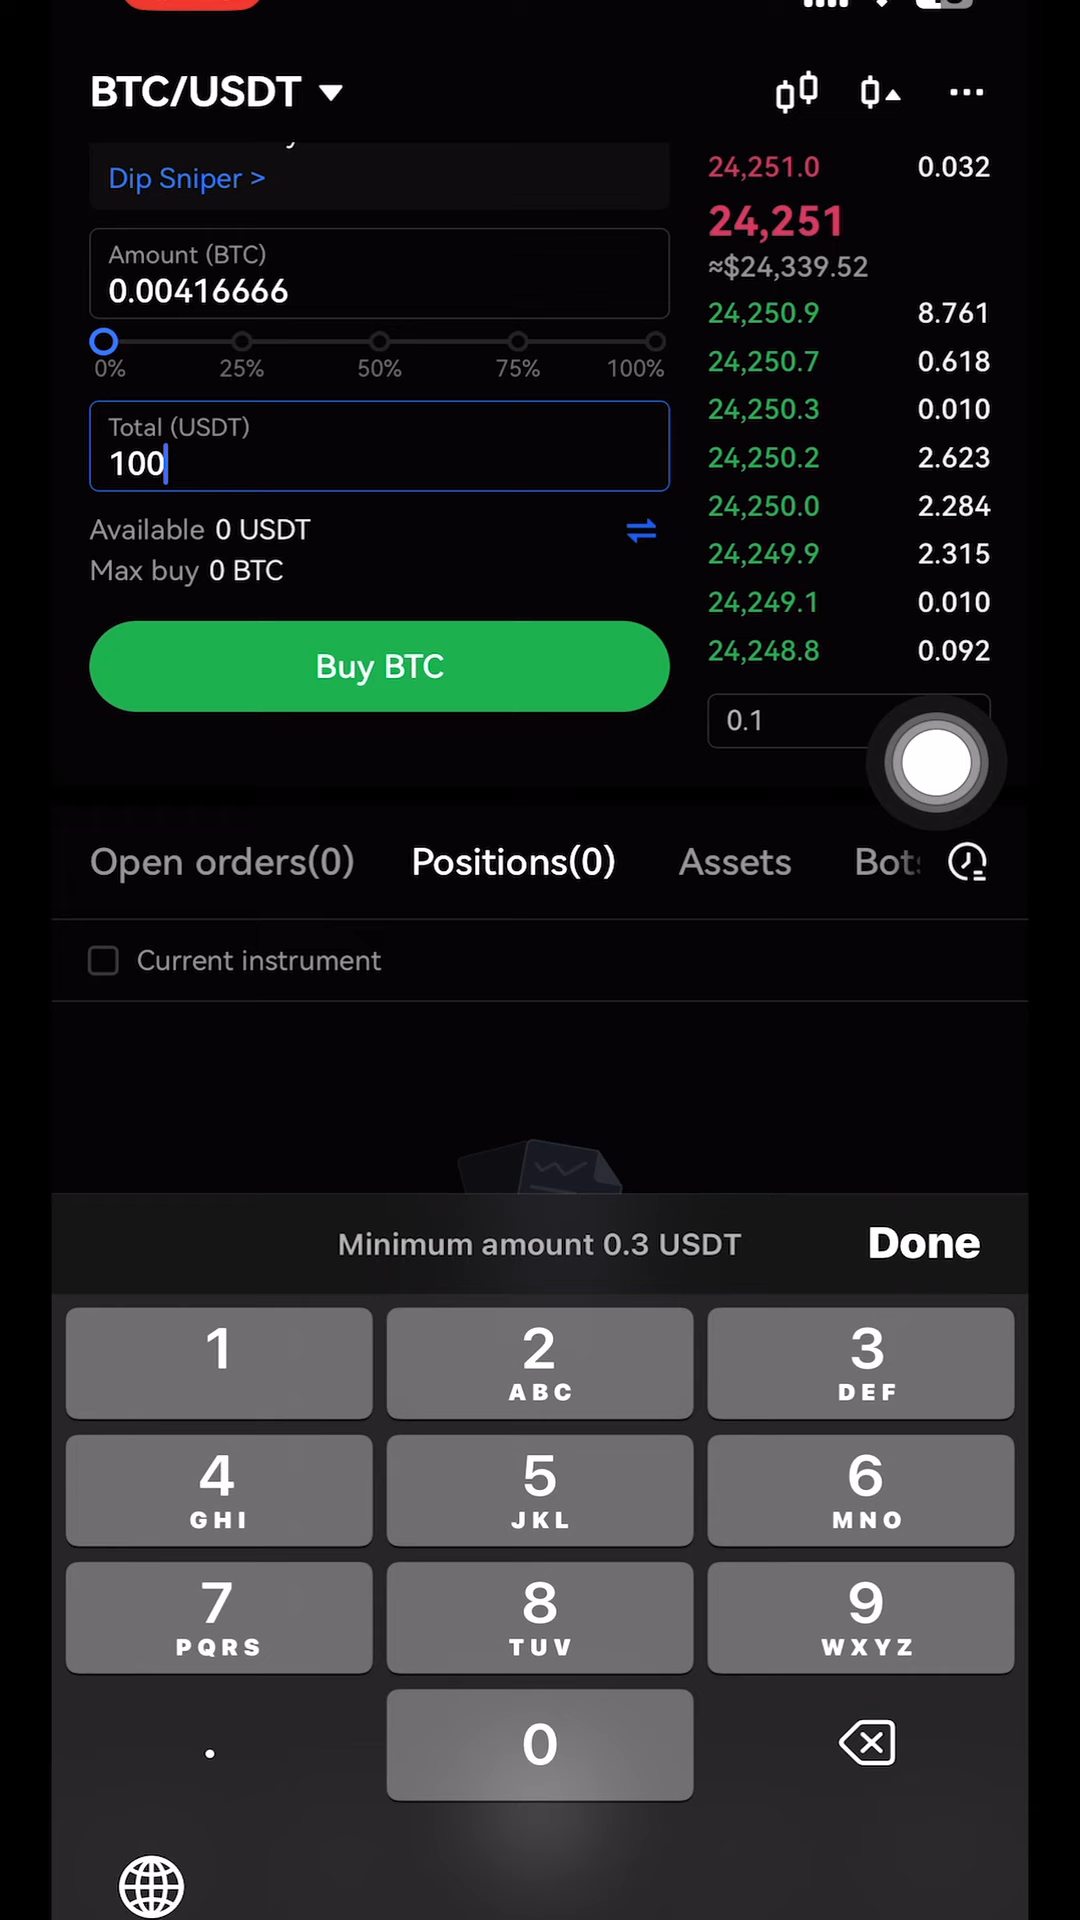 BTC/USDT
Dip Sniper >
Amount (BTC)
0.00416666
0% 25% 50% 75% 100%
Total (USDT)
100
Available 0 USDT
Max buy 0 BTC
Buy BTC
24,251.0 0.032
24,251
≈$24,339.52
24,250.9 8.761
24,250.7 0.618
24,250.3 0.010
24,250.2 2.623
24,250.0 2.284
24,249.9 2.315
24,249.1 0.010
24,248.8 0.092
0.1
Open orders(0) Positions(0) Assets Bots
Current instrument
Minimum amount 0.3 USDT Done
1 2 3
ABC DEF
4 5 6
GHI JKL MNO
7 8 9
PQRS TUV WXYZ
. 0